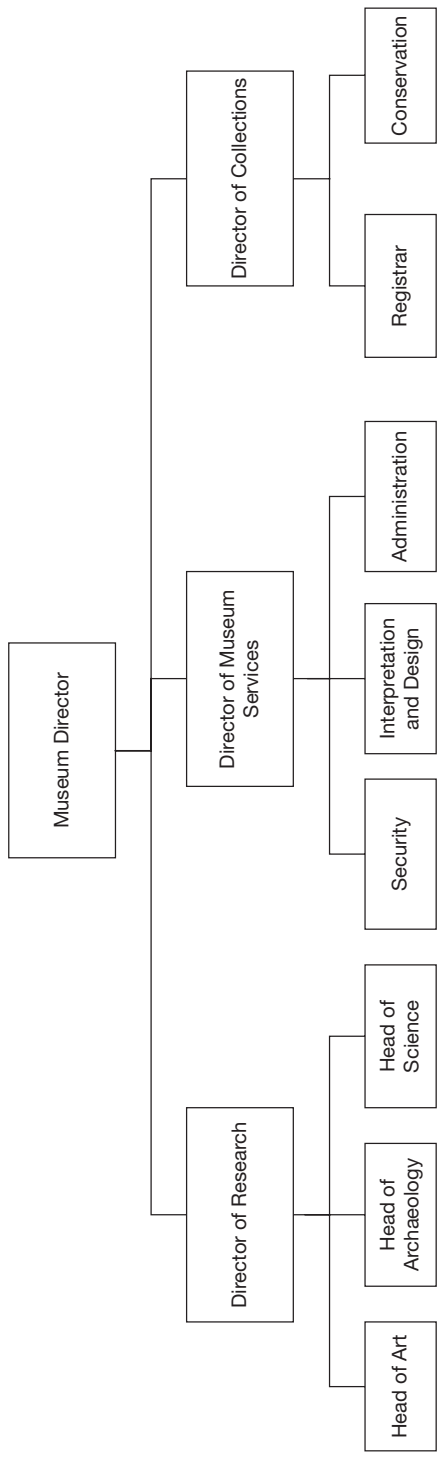 Museum Director
Director of Research
Director of Museum
Services
Director of Collections
Head of Art
Head of
Archaeology
Head of
Science
Security
Interpretation
and Design
Administration
Registrar
Conservation